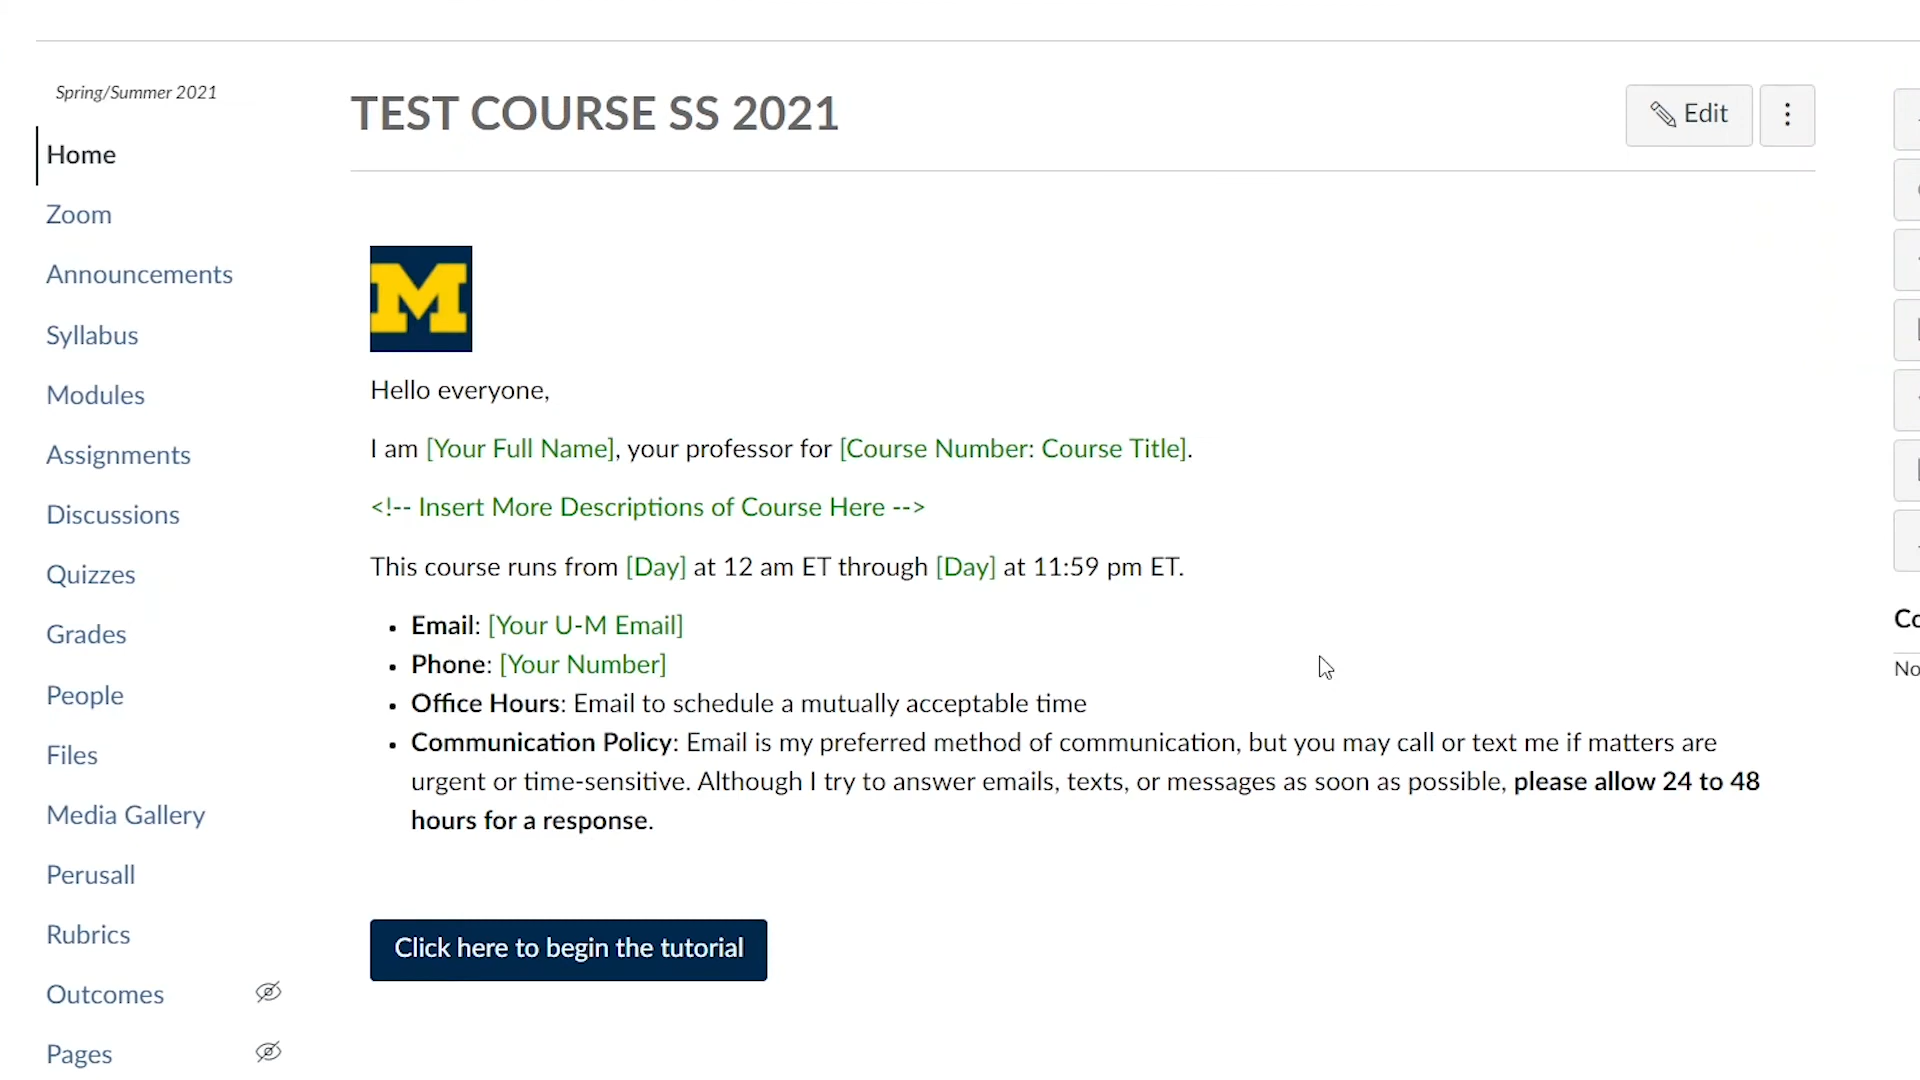 Spring/Summer 2021
Home
Zoom
Announcements
Syllabus
Modules
Assignments
Discussions
Quizzes
Grades
People
Files
Media Gallery
Perusall
Rubrics
Outcomes
Pages
TEST COURSE SS 2021
Edit
M
Hello everyone,
I am [Your Full Name], your professor for [Course Number: Course Title].
<!-- Insert More Descriptions of Course Here -->
This course runs from [Day] at 12 am ET through [Day] at 11:59 pm ET.
• Email: [Your U-M Email]
• Phone: [Your Number]
• Office Hours: Email to schedule a mutually acceptable time
• Communication Policy: Email is my preferred method of communication, but you may call or text me if matters are
urgent or time-sensitive. Although I try to answer emails, texts, or messages as soon as possible, please allow 24 to 48
hours for a response.
Click here to begin the tutorial